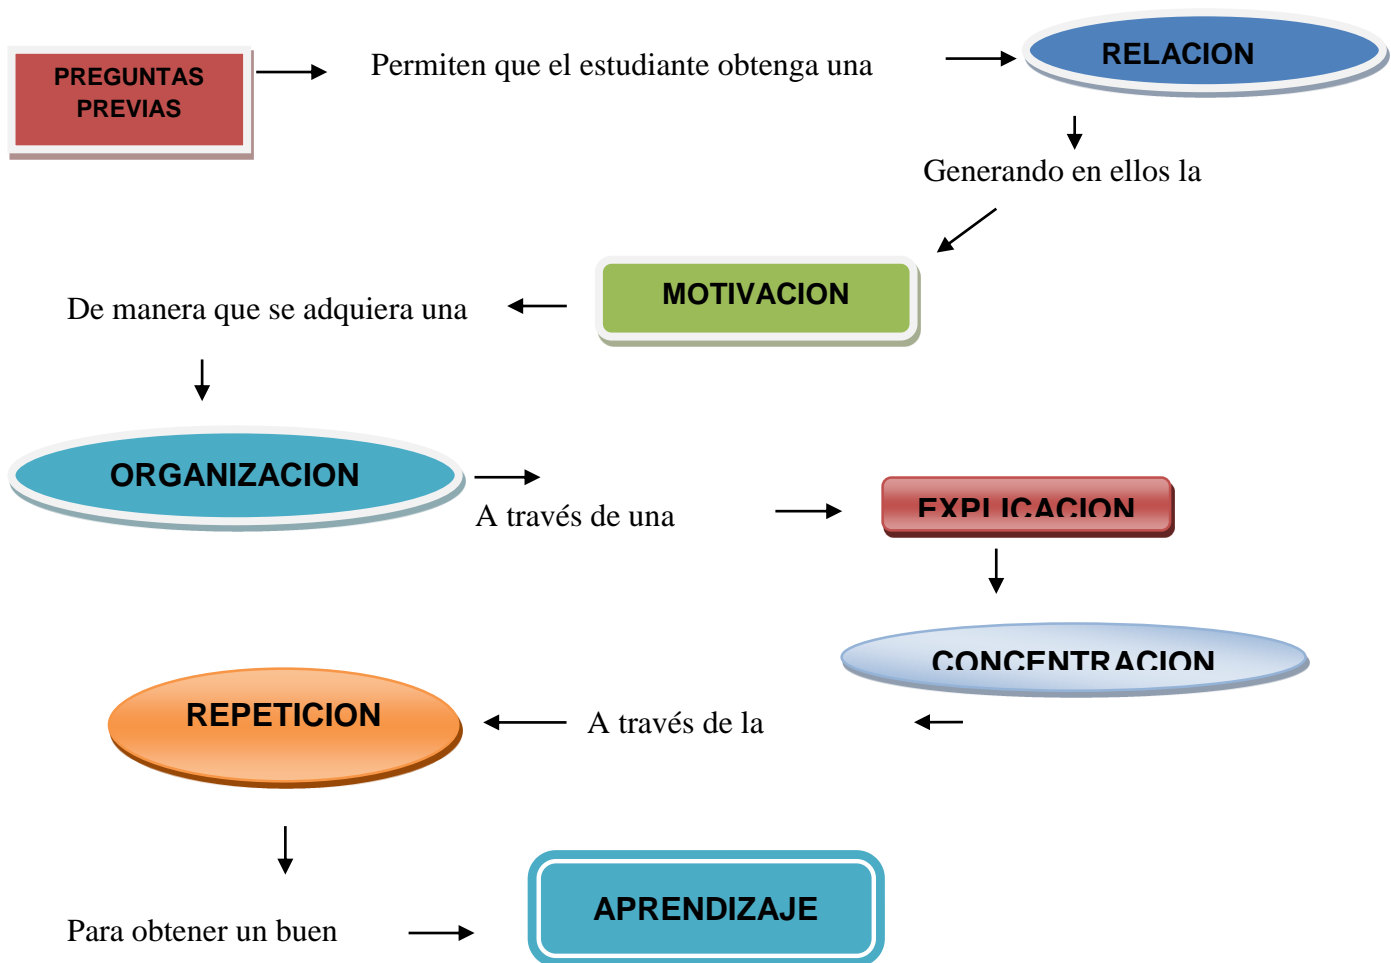 PREGUNTAS
PREVIAS
Permiten que el estudiante obtenga una
RELACION
Generando en ellos la
MOTIVACION
De manera que se adquiera una
ORGANIZACION
A través de una
EXPLICACION
CONCENTRACION
A través de la
REPETICION
Para obtener un buen
APRENDIZAJE